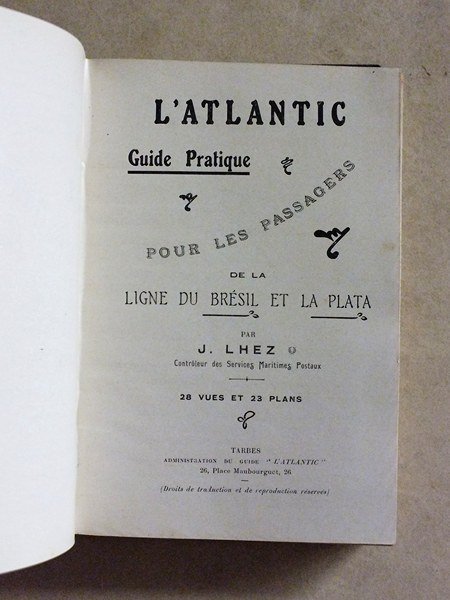 L'ATLANTIC
Guide Pratique
POUR LES PASSAGERS
DE LA
LIGNE DU BRÉSIL ET LA PLATA
PAR
J. LHEZ
Contrôleur des Services Maritimes Postaux
28 VUES ET 23 PLANS
TARBES
ADMINISTRATION DU GUIDE "L'ATLANTIC"
26, Place Maubourguet, 26
(Droits de traduction et de reproduction réservés)